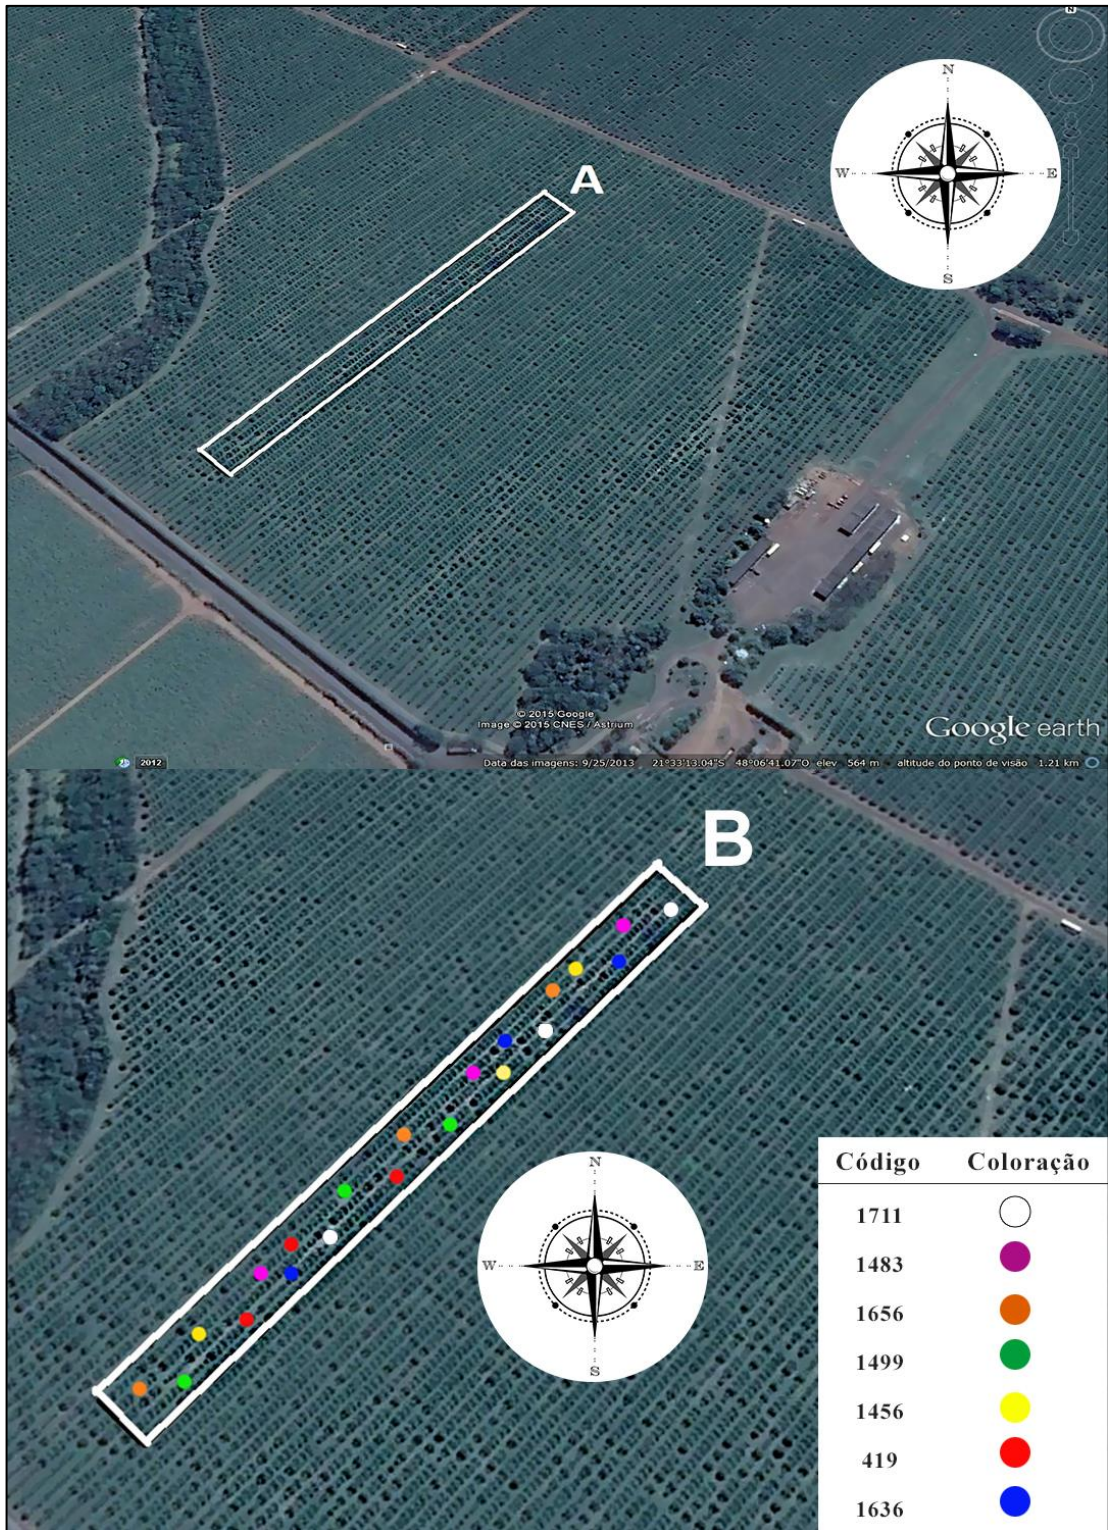 N
A
N
W
E
S
© 2015 Google
Image © 2015 CNES / Astrium
Google earth
2012
Data das imagens: 9/25/2013 21°33'13.04"S 48°06'41.07"O elev 564 m altitude do ponto de visão 1.21 km
B
N
W
E
S
Código Coloração
1711
1483
1656
1499
1456
419
1636